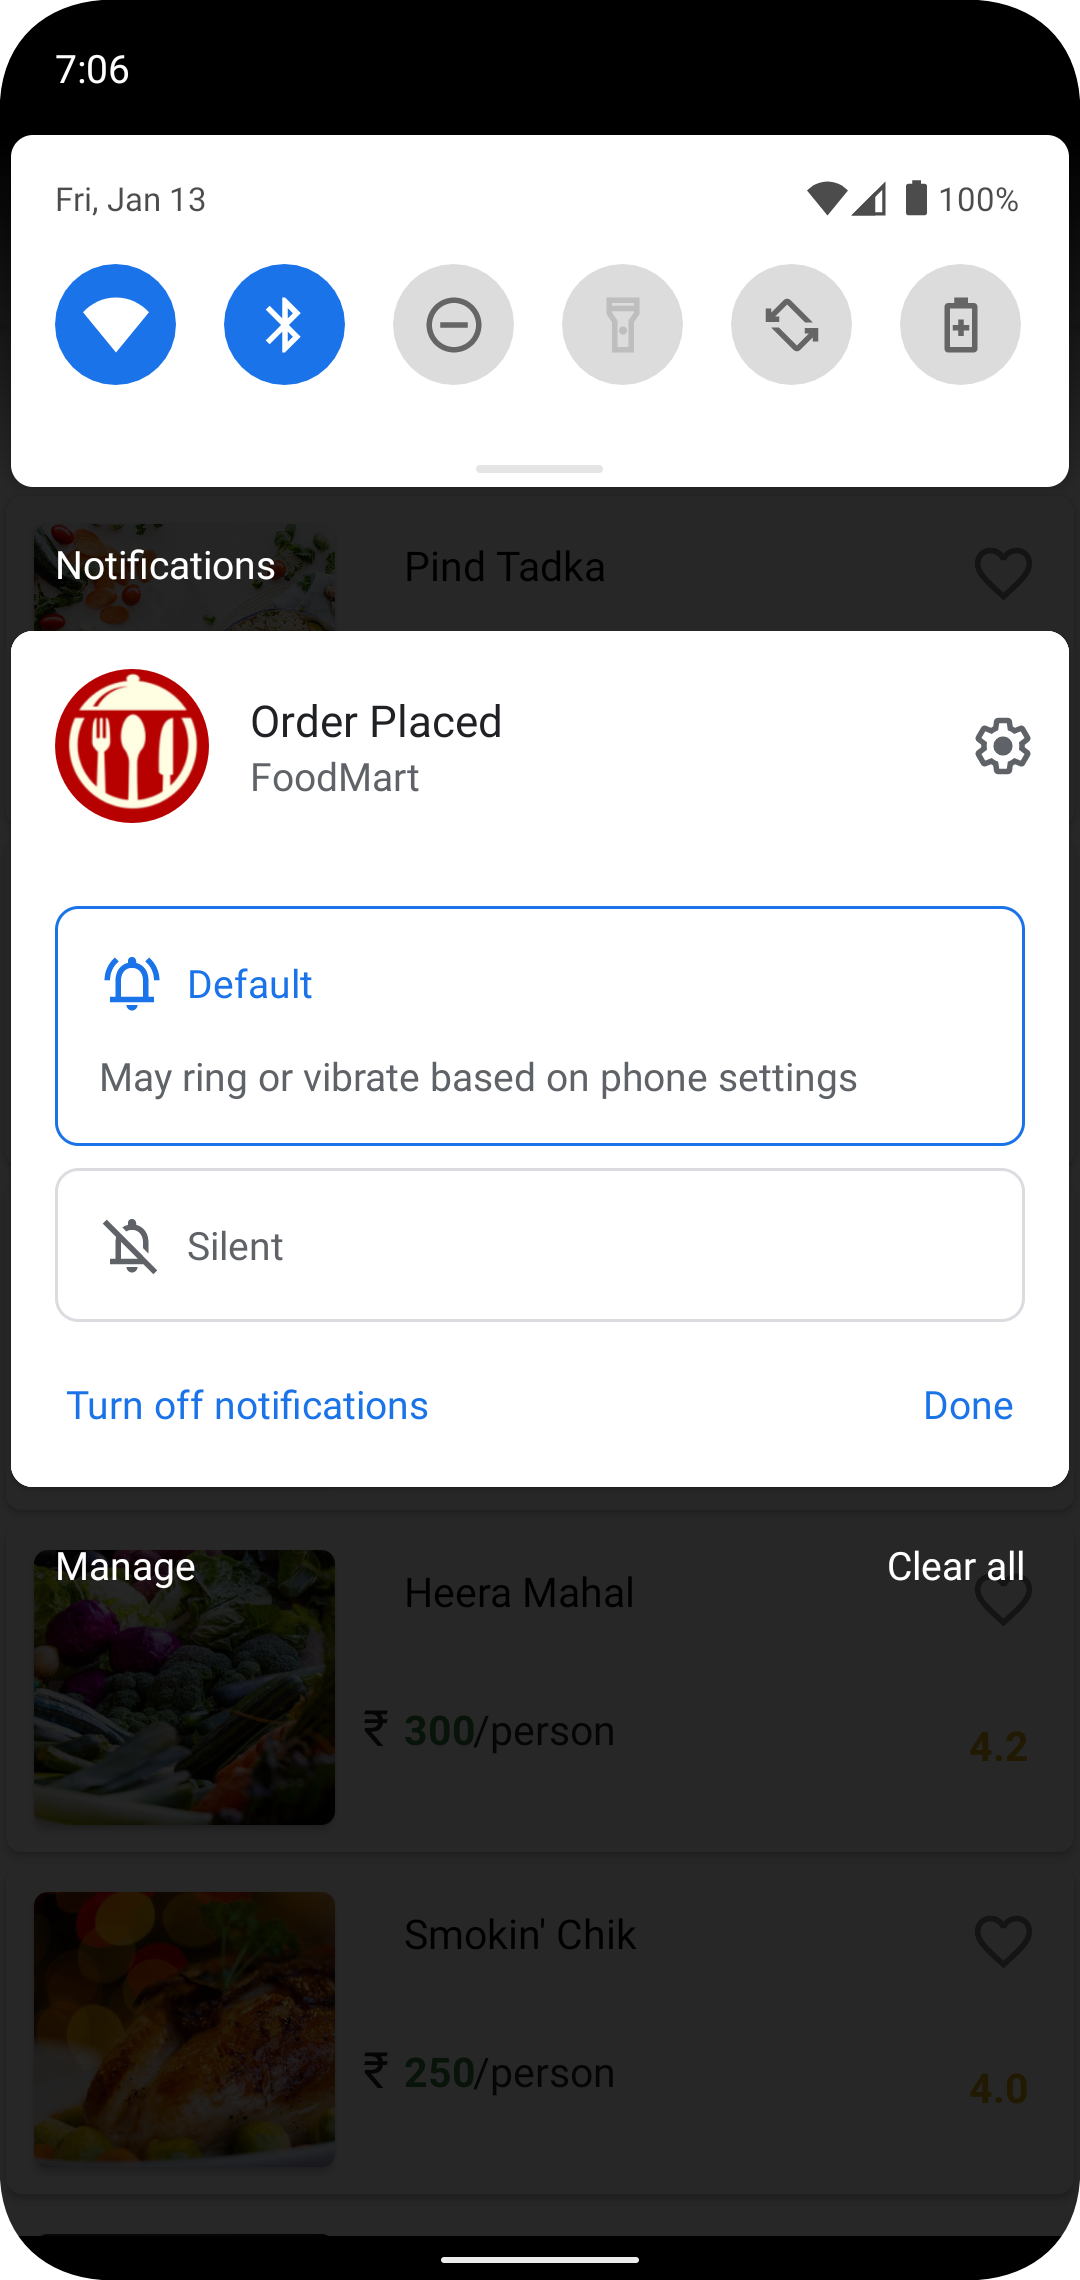 7:06
Fri, Jan 13
100%
Notifications
Pind Tadka
Order Placed
FoodMart
Default
May ring or vibrate based on phone settings
Silent
Turn off notifications
Done
Manage
Clear all
Heera Mahal
₹ 300/person
4.2
Smokin' Chik
₹ 250/person
4.0